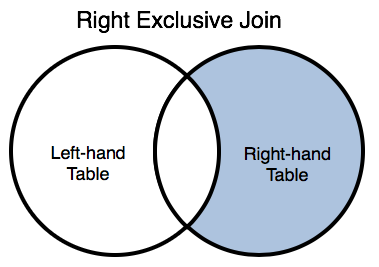 Right Exclusive Join
Left-hand
Table
Right-hand
Table